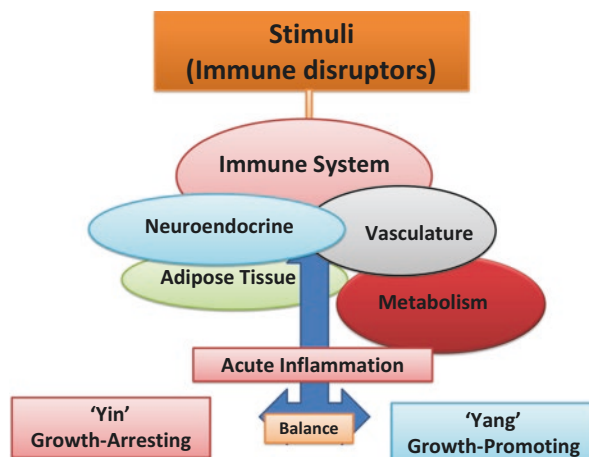 Stimuli
(Immune disruptors)
Immune System
Neuroendocrine
Vasculature
Adipose Tissue
Metabolism
Acute Inflammation
‘Yin’
Growth-Arresting
Balance
‘Yang’
Growth-Promoting